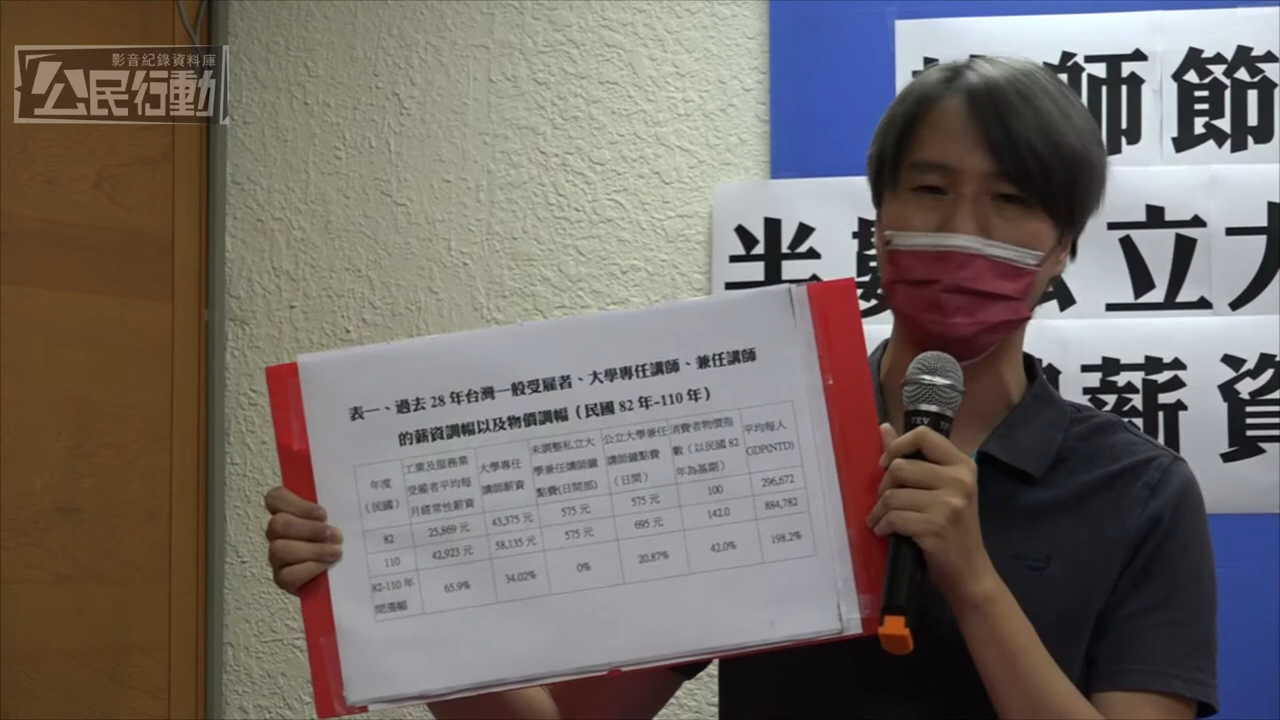 影音紀錄資料庫
公民行動
師節
半數公立大
薪資
表一、過去 28 年台灣一般受雇者、大學專任講師、兼任講師
的薪資調幅以及物價調幅（民國 82 年-110 年）
年度
（民國）
工業及服務業
受雇者平均每
月經常性薪資
大學專任
講師薪資
未調整私立大
學兼任講師鐘
點費(日間部)
公立大學兼任
講師鐘點費
（日間）
消費者物價指
數（以民國 82
年為基期）
平均每人
GDP(NTD)
82
25,869 元
43,375 元
575 元
575 元
100
296,672
110
42,923 元
58,135 元
575 元
695 元
142.0
884,782
82-110 年
間漲幅
65.9%
34.02%
0%
20.87%
42.0%
198.2%